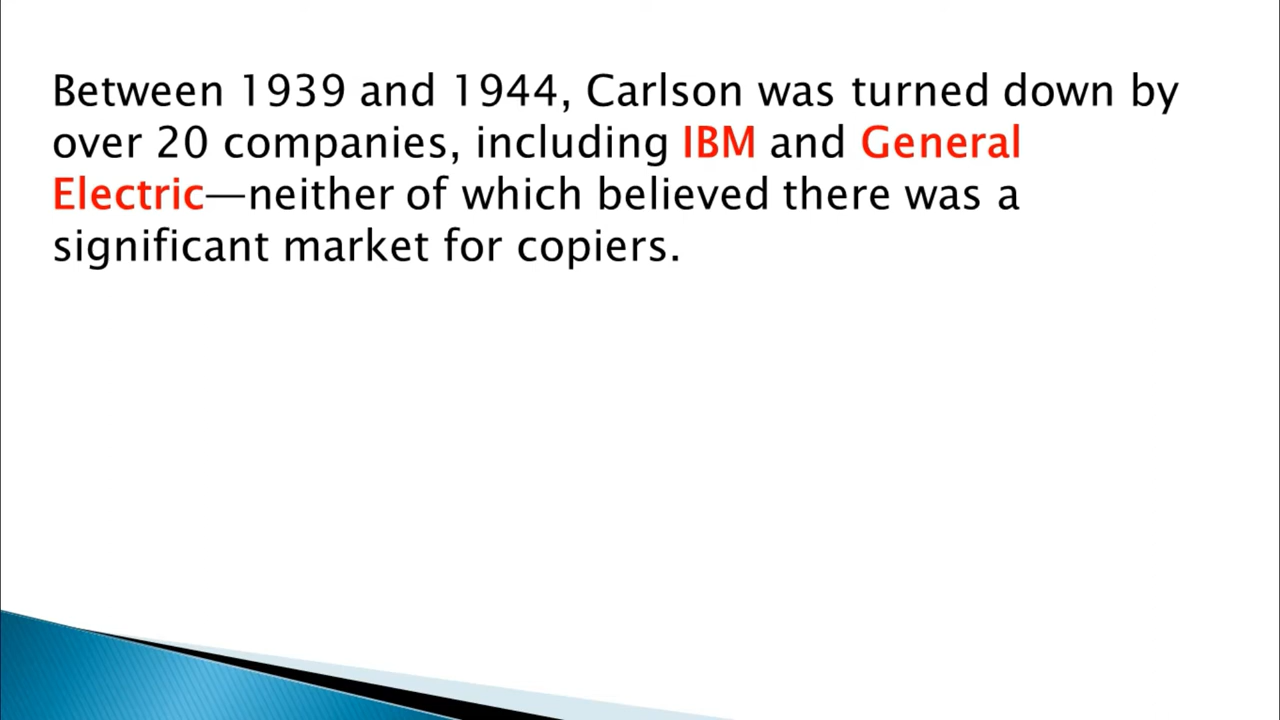 Between 1939 and 1944, Carlson was turned down by
over 20 companies, including IBM and General
Electric—neither of which believed there was a
significant market for copiers.